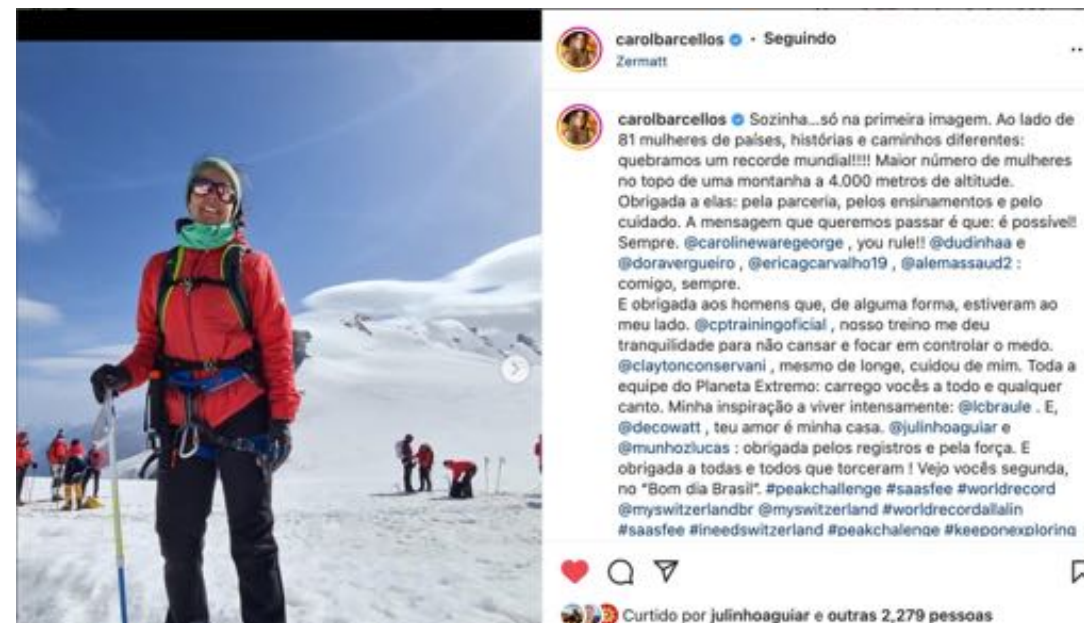 carolbarcellos • Seguindo
Zermatt
carolbarcellos Sozinha...só na primeira imagem. Ao lado de
81 mulheres de países, histórias e caminhos diferentes:
quebramos um recorde mundial!!!! Maior número de mulheres
no topo de uma montanha a 4.000 metros de altitude.
Obrigada a elas: pela parceria, pelos ensinamentos e pelo
cuidado. A mensagem que queremos passar é que: é possível!
Sempre. @carolinewaregeorge , you rule!! @dudinhaa e
@doravergueiro , @ericagcarvalho19 , @alemassaud2 :
comigo, sempre.
E obrigada aos homens que, de alguma forma, estiveram ao
meu lado. @cptrainingoficial , nosso treino me deu
tranquilidade para não cansar e focar em controlar o medo.
@claytonconservani , mesmo de longe, cuidou de mim. Toda a
equipe do Planeta Extremo: carrego vocês a todo e qualquer
canto. Minha inspiração a viver intensamente: @lcbraule . E,
@decowatt , teu amor é minha casa. @julinhoaguiar e
@munhozlucas : obrigada pelos registros e pela força. E
obrigada a todas e todos que torceram ! Vejo vocês segunda,
no "Bom dia Brasil". #peakchallenge #saasfee #worldrecord
@myswitzerlandbr @myswitzerland #worldrecordallalin
#saasfee #ineedswitzerland #peakchalenge #keeponexploring
Curtido por julinhoaguiar e outras 2,279 pessoas